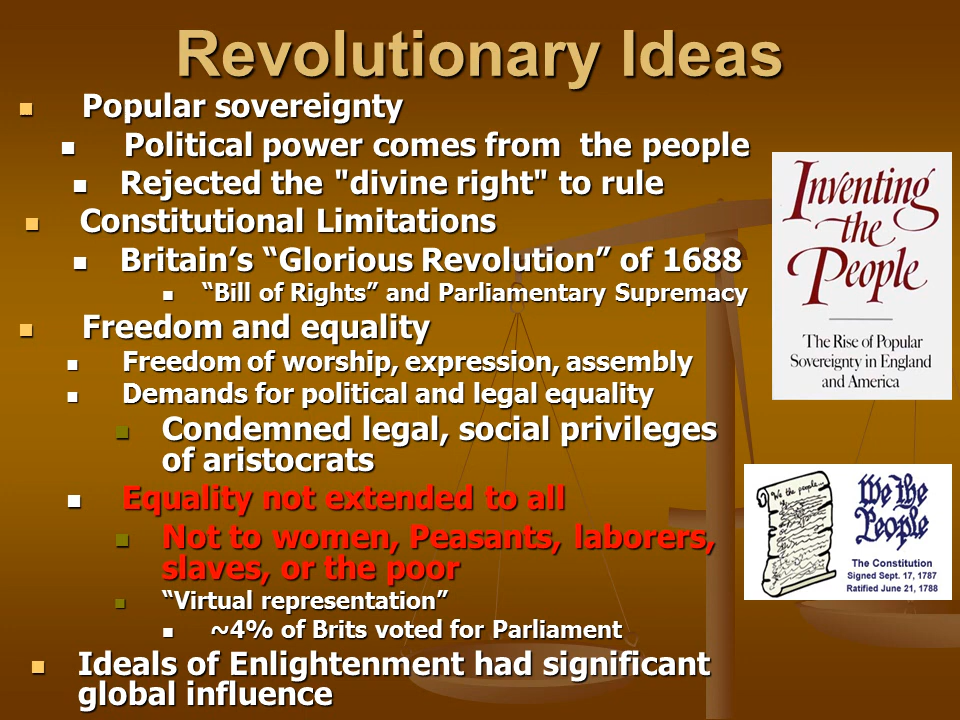 Revolutionary Ideas
Popular sovereignty
Political power comes from the people
Rejected the "divine right" to rule
Constitutional Limitations
Britain’s “Glorious Revolution” of 1688
“Bill of Rights” and Parliamentary Supremacy
Freedom and equality
Freedom of worship, expression, assembly
Demands for political and legal equality
Condemned legal, social privileges
of aristocrats
Equality not extended to all
Not to women, Peasants, laborers,
slaves, or the poor
“Virtual representation”
~4% of Brits voted for Parliament
Ideals of Enlightenment had significant
global influence
Inventing
the
People
The Rise of Popular
Sovereignty in England
and America
We the people...
We
the
People
The Constitution
Signed Sept. 17, 1787
Ratified June 21, 1788